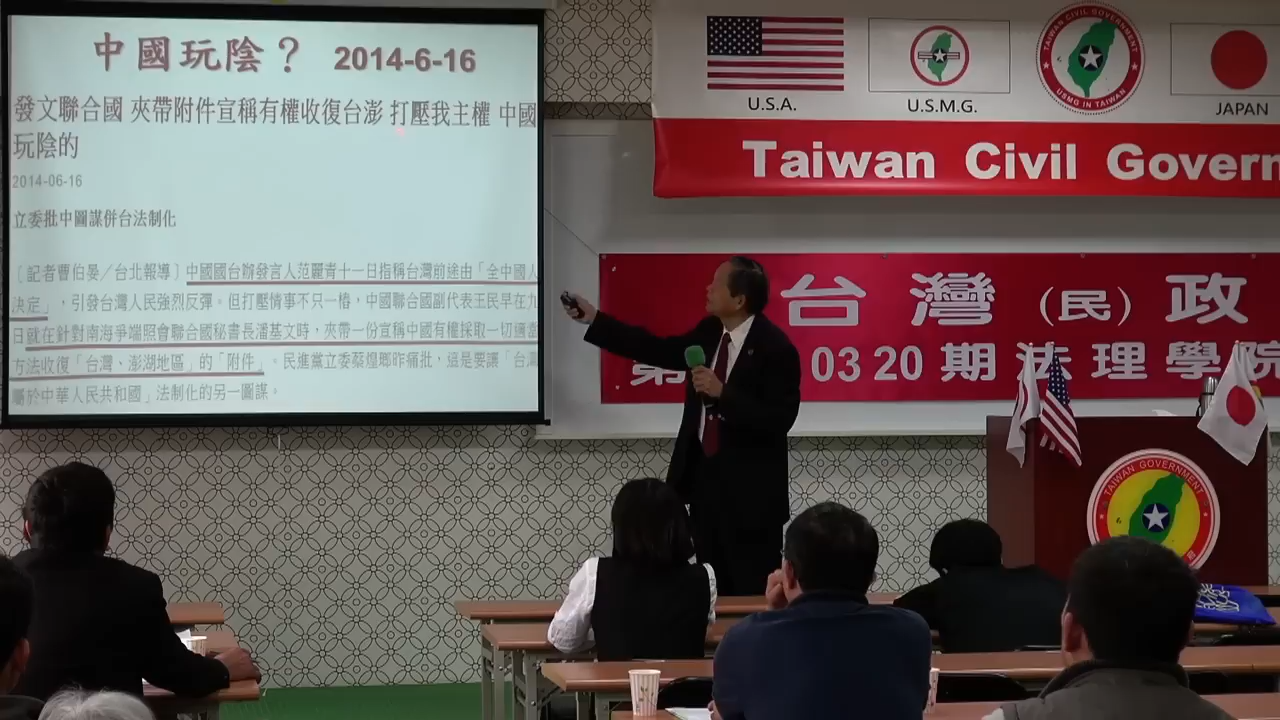 中國玩陰？ 2014-6-16
發文聯合國 夾帶附件宣稱有權收復台澎 打壓我主權 中國
玩陰的
2014-06-16
立委批中圖謀併台法制化
〔記者曹伯晏／台北報導〕中國國台辦發言人范麗青十一日指稱台灣前途由「全中國人
決定」，引發台灣人民強烈反彈。但打壓情事不只一樁，中國聯合國副代表王民早在九
日就在針對南海爭端照會聯合國秘書長潘基文時，夾帶一份宣稱中國有權採取一切適當
方法收復「台灣、澎湖地區」的「附件」。民進黨立委蔡煌瑯昨痛批，這是要讓「台灣
屬於中華人民共和國」法制化的另一圖謀。
U.S.A.
U.S.M.G.
TAIWAN CIVIL GOVERNMENT
USMG IN TAIWAN
JAPAN
Taiwan Civil Govern
台灣（民）政
第 03 20 期法理學院
TAIWAN GOVERNMENT